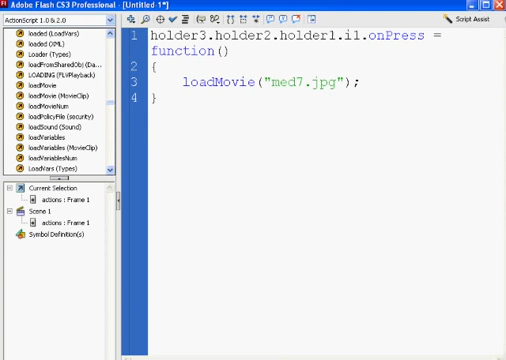 Adobe Flash CS3 Professional - [Untitled 1*]
ActionScript 1.0 & 2.0
Script Assist
loaded (LoadVars)
loaded (XML)
Loader (Types)
loadFromSharedObj (Da...
LOADING (FLVPlayback)
loadMovie
loadMovie (MovieClip)
loadMovieNum
loadPolicyFile (security)
loadSound (Sound)
loadVariables
loadVariables (MovieClip)
loadVariablesNum
LoadVars (Types)
Current Selection
actions : Frame 1
Scene 1
actions : Frame 1
Symbol Definition(s)
1 holder3.holder2.holder1.i1.onPress =
function()
2 {
3 loadMovie("med7.jpg");
4 }